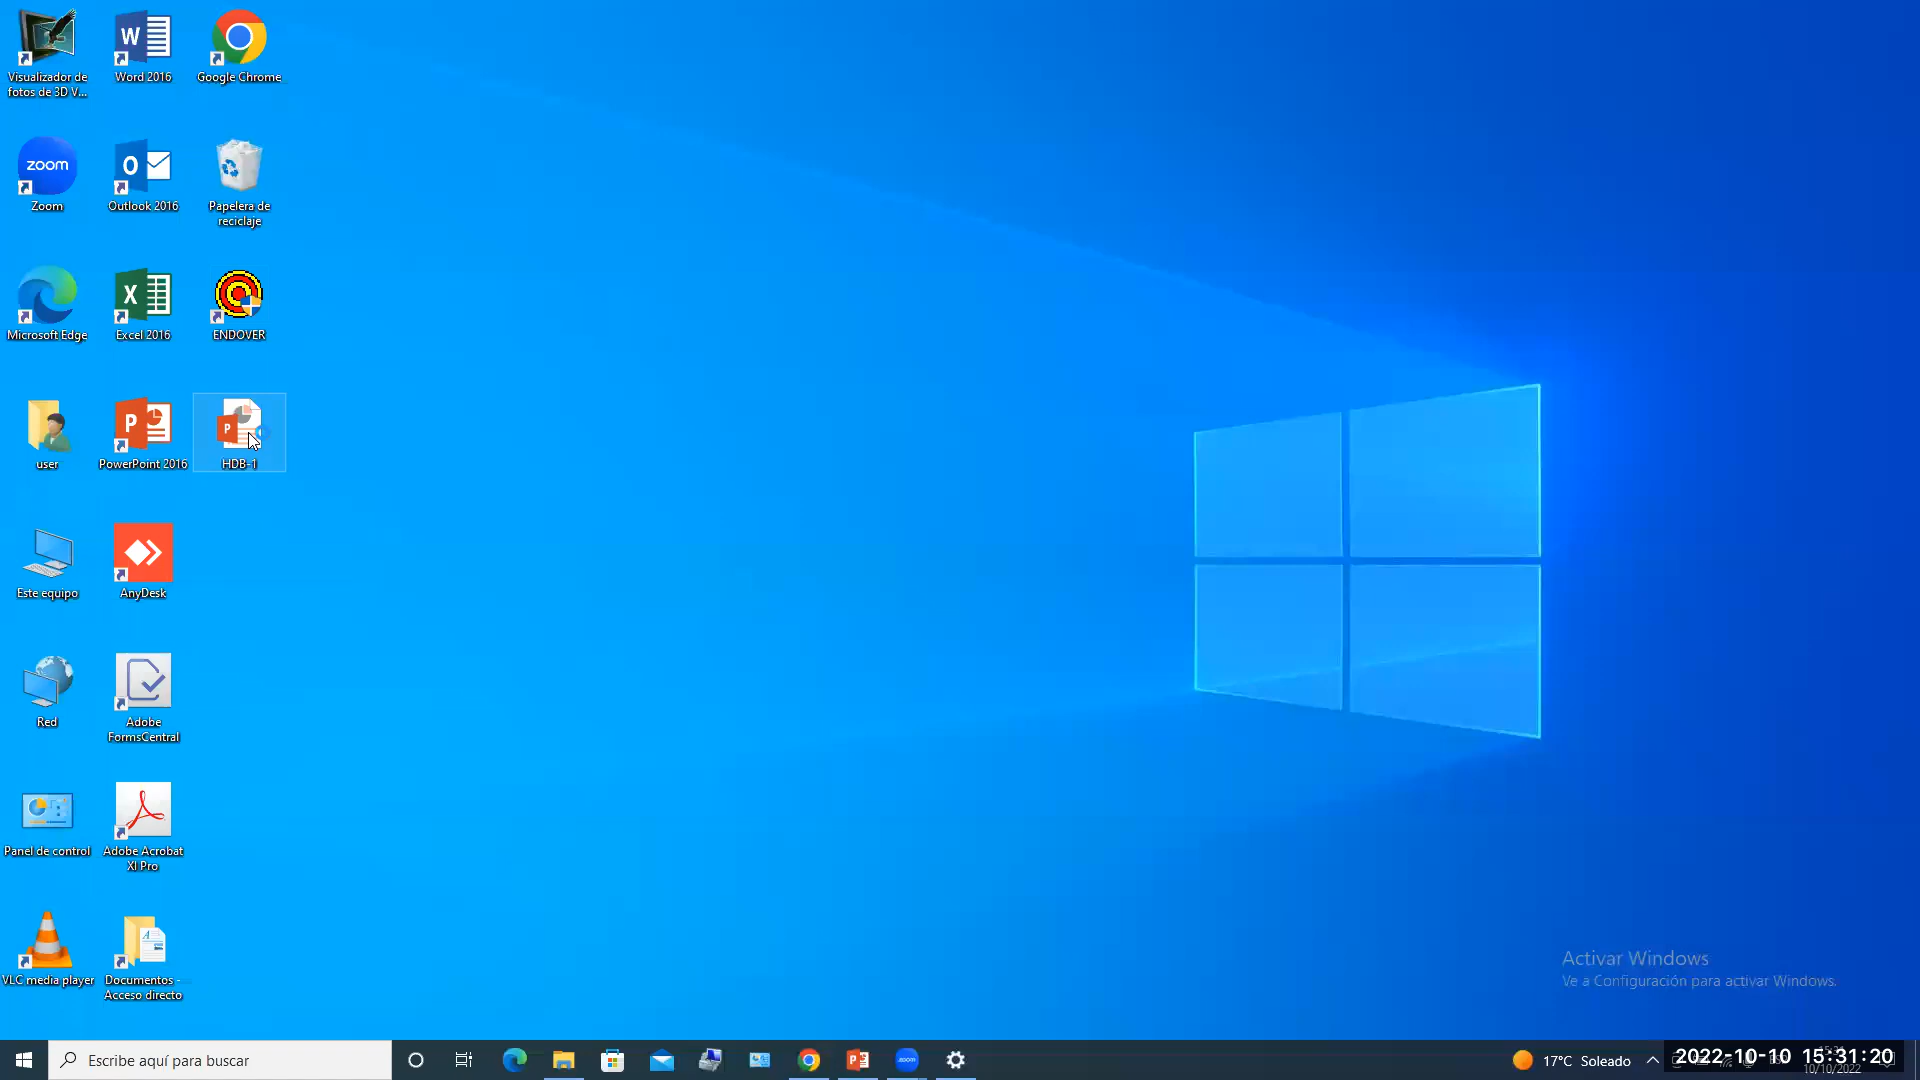 Visualizador de
fotos de 3D V...
Word 2016
Google Chrome
zoom
Zoom
Outlook 2016
Papelera de
reciclaje
Microsoft Edge
Excel 2016
ENDOVER
user
PowerPoint 2016
HDB-1
Este equipo
AnyDesk
Red
Adobe
FormsCentral
Panel de control
Adobe Acrobat
XI Pro
VLC media player
Documentos -
Acceso directo
Activar Windows
Ve a Configuración para activar Windows.
Escribe aquí para buscar
17°C Soleado
2022-10-10 15:31:20
10/10/2022